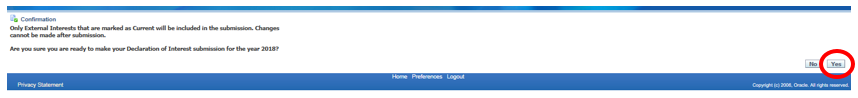 Confirmation
Only External Interests that are marked as Current will be included in the submission. Changes
cannot be made after submission.
Are you sure you are ready to make your Declaration of Interest submission for the year 2018?
No Yes
Home Preferences Logout
Privacy Statement Copyright (c) 2006, Oracle. All rights reserved.